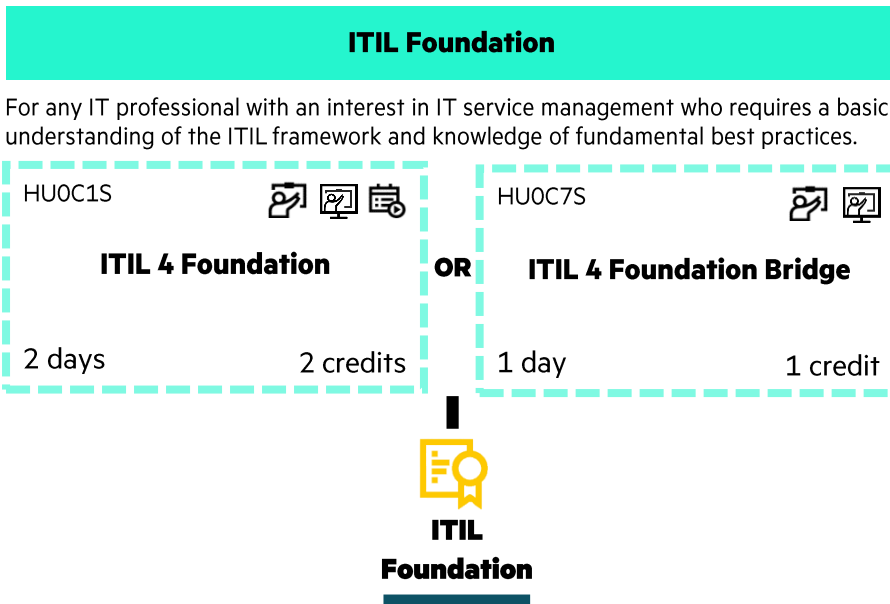 ITIL Foundation
For any IT professional with an interest in IT service management who requires a basic
understanding of the ITIL framework and knowledge of fundamental best practices.
HU0C1S
ITIL 4 Foundation
2 days
2 credits
OR
HU0C7S
ITIL 4 Foundation Bridge
1 day
1 credit
ITIL
Foundation